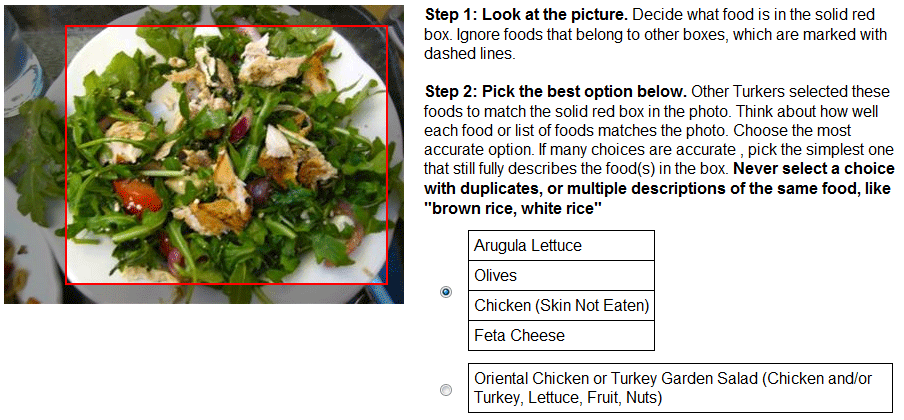 Step 1: Look at the picture. Decide what food is in the solid red
box. Ignore foods that belong to other boxes, which are marked with
dashed lines.
Step 2: Pick the best option below. Other Turkers selected these
foods to match the solid red box in the photo. Think about how well
each food or list of foods matches the photo. Choose the most
accurate option. If many choices are accurate , pick the simplest one
that still fully describes the food(s) in the box. Never select a choice
with duplicates, or multiple descriptions of the same food, like
"brown rice, white rice"
Arugula Lettuce
Olives
Chicken (Skin Not Eaten)
Feta Cheese
Oriental Chicken or Turkey Garden Salad (Chicken and/or
Turkey, Lettuce, Fruit, Nuts)